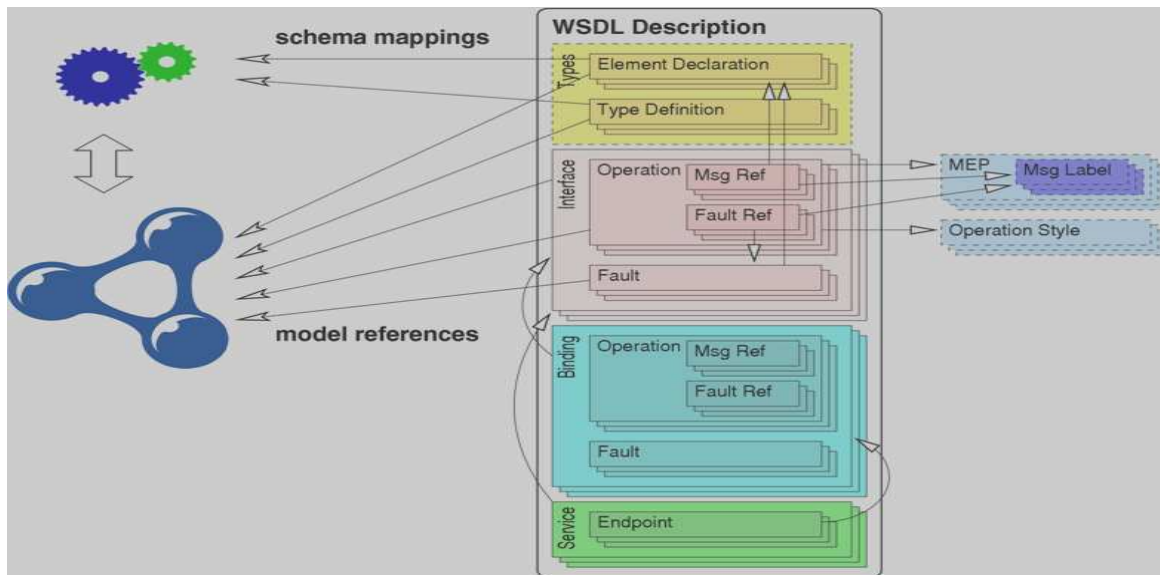 WSDL Description
schema mappings
Types
Element Declaration
Type Definition
Interface
Operation
Msg Ref
Fault Ref
Fault
MEP
Msg Label
Operation Style
model references
Binding
Operation
Msg Ref
Fault Ref
Fault
Service
Endpoint